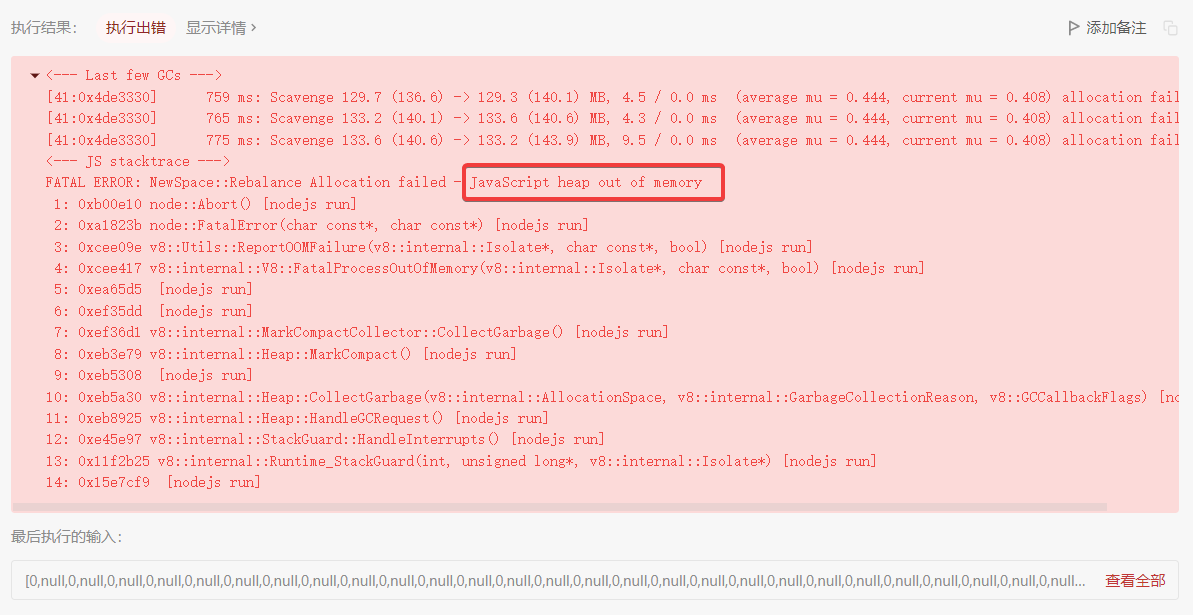 执行结果： 执行出错 显示详情 > 添加备注
<--- Last few GCs --->
[41:0x4de3330]      759 ms: Scavenge 129.7 (136.6) -> 129.3 (140.1) MB, 4.5 / 0.0 ms  (average mu = 0.444, current mu = 0.408) allocation fail
[41:0x4de3330]      765 ms: Scavenge 133.2 (140.1) -> 133.6 (140.6) MB, 4.3 / 0.0 ms  (average mu = 0.444, current mu = 0.408) allocation fail
[41:0x4de3330]      775 ms: Scavenge 133.6 (140.6) -> 133.2 (143.9) MB, 9.5 / 0.0 ms  (average mu = 0.444, current mu = 0.408) allocation fail
<--- JS stacktrace --->
FATAL ERROR: NewSpace::Rebalance Allocation failed - JavaScript heap out of memory
1: 0xb00e10 node::Abort() [nodejs run]
2: 0xa1823b node::FatalError(char const*, char const*) [nodejs run]
3: 0xcee09e v8::Utils::ReportOOMFailure(v8::internal::Isolate*, char const*, bool) [nodejs run]
4: 0xcee417 v8::internal::V8::FatalProcessOutOfMemory(v8::internal::Isolate*, char const*, bool) [nodejs run]
5: 0xea65d5  [nodejs run]
6: 0xef35dd  [nodejs run]
7: 0xef36d1 v8::internal::MarkCompactCollector::CollectGarbage() [nodejs run]
8: 0xeb3e79 v8::internal::Heap::MarkCompact() [nodejs run]
9: 0xeb5308  [nodejs run]
10: 0xeb5a30 v8::internal::Heap::CollectGarbage(v8::internal::AllocationSpace, v8::internal::GarbageCollectionReason, v8::GCCallbackFlags) [no
11: 0xeb8925 v8::internal::Heap::HandleGCRequest() [nodejs run]
12: 0xe45e97 v8::internal::StackGuard::HandleInterrupts() [nodejs run]
13: 0x11f2b25 v8::internal::Runtime_StackGuard(int, unsigned long*, v8::internal::Isolate*) [nodejs run]
14: 0x15e7cf9  [nodejs run]
最后执行的输入：
[0,null,0,null,0,null,0,null,0,null,0,null,0,null,0,null,0,null,0,null,0,null,0,null,0,null,0,null,0,null,0,null,0,null,0,null,0,null,0,null,0,null,0,null,0,null,0,null,0,null,0,null,0,null... 查看全部